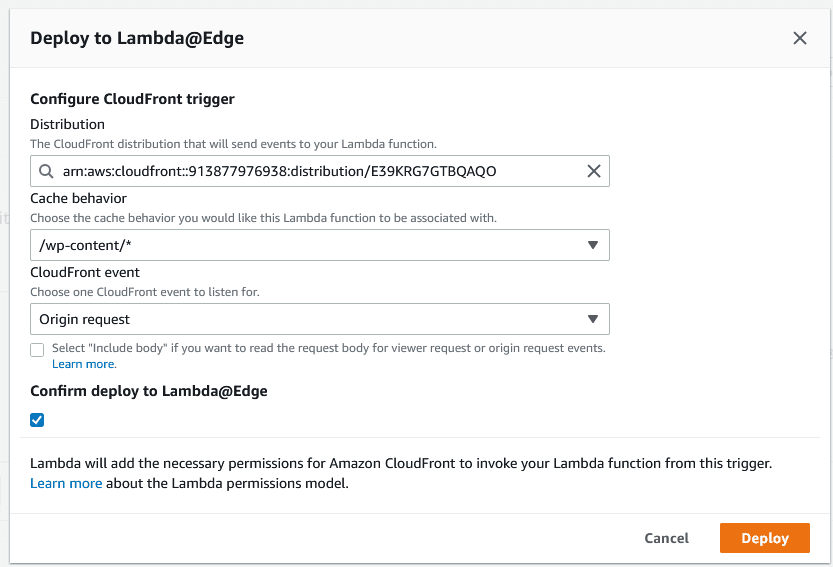 Deploy to Lambda@Edge
Configure CloudFront trigger
Distribution
The CloudFront distribution that will send events to your Lambda function.
arn:aws:cloudfront::913877976938:distribution/E39KRG7GTBQAQO
Cache behavior
Choose the cache behavior you would like this Lambda function to be associated with.
/wp-content/*
CloudFront event
Choose one CloudFront event to listen for.
Origin request
Select "Include body" if you want to read the request body for viewer request or origin request events.
Learn more.
Confirm deploy to Lambda@Edge
Lambda will add the necessary permissions for Amazon CloudFront to invoke your Lambda function from this trigger.
Learn more about the Lambda permissions model.
Cancel
Deploy